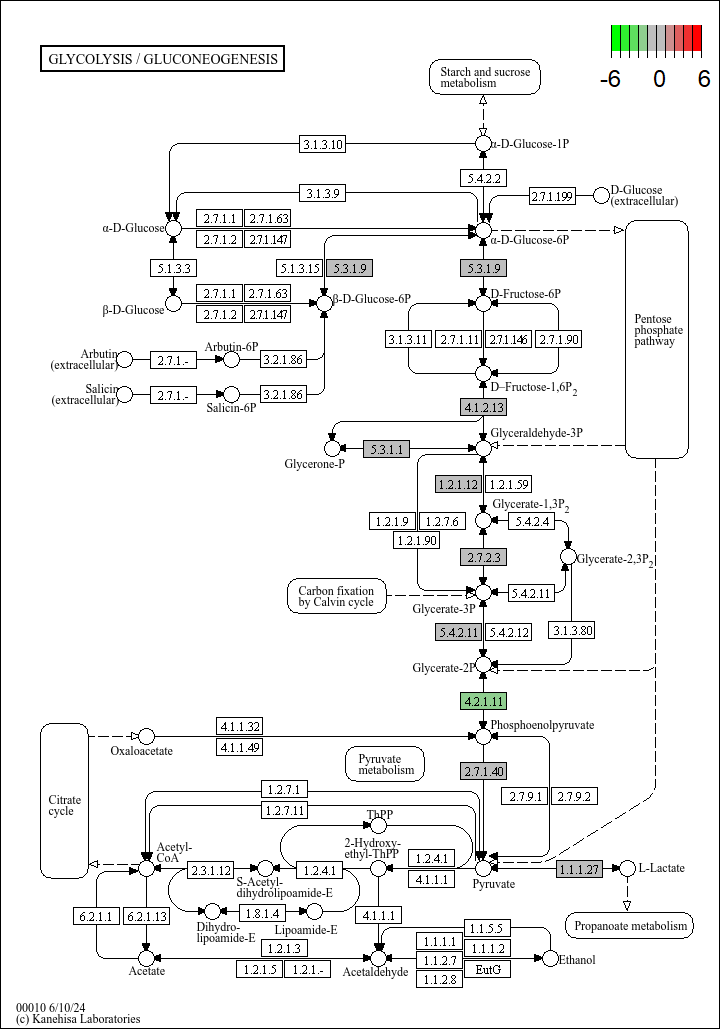 GLYCOLYSIS / GLUCONEOGENESIS
-6 0 6
Starch and sucrose
metabolism
3.1.3.10
α-D-Glucose-1P
5.4.2.2
3.1.3.9
2.7.1.199
D-Glucose
(extracellular)
2.7.1.1 2.7.1.63
α-D-Glucose
2.7.1.2 2.7.1.147
α-D-Glucose-6P
5.1.3.3
5.1.3.15 5.3.1.9
5.3.1.9
2.7.1.1 2.7.1.63
β-D-Glucose
2.7.1.2 2.7.1.147
β-D-Glucose-6P
D-Fructose-6P
Pentose
phosphate
pathway
3.1.3.11 2.7.1.11 2.7.1.146 2.7.1.90
Arbutin
(extracellular)
2.7.1.-
Arbutin-6P
3.2.1.86
Salicin
(extracellular)
2.7.1.-
Salicin-6P
3.2.1.86
D-Fructose-1,6P2
4.1.2.13
Glyceraldehyde-3P
5.3.1.1
Glycerone-P
1.2.1.12 1.2.1.59
Glycerate-1,3P2
1.2.1.9 1.2.7.6
5.4.2.4
1.2.1.90
2.7.2.3
Glycerate-2,3P2
Carbon fixation
by Calvin cycle
5.4.2.11
Glycerate-3P
5.4.2.11 5.4.2.12
3.1.3.80
Glycerate-2P
4.2.1.11
4.1.1.32
Phosphoenolpyruvate
Oxaloacetate
4.1.1.49
Pyruvate
metabolism
2.7.1.40
Citrate
cycle
1.2.7.1
2.7.9.1 2.7.9.2
1.2.7.11
ThPP
Acetyl-
CoA
2-Hydroxy-
ethyl-ThPP
2.3.1.12
1.2.4.1
1.2.4.1
4.1.1.1
1.1.1.27
L-Lactate
S-Acetyl-
dihydrolipoamide-E
Pyruvate
6.2.1.1 6.2.1.13
1.8.1.4
4.1.1.1
Dihydro-
lipoamide-E
Lipoamide-E
Propanoate metabolism
1.1.5.5
1.2.1.3
1.1.1.1 1.1.1.2
Acetate
1.2.1.5 1.2.1.-
Acetaldehyde
1.1.2.7 EutG
Ethanol
1.1.2.8
00010 6/10/24
(c) Kanehisa Laboratories